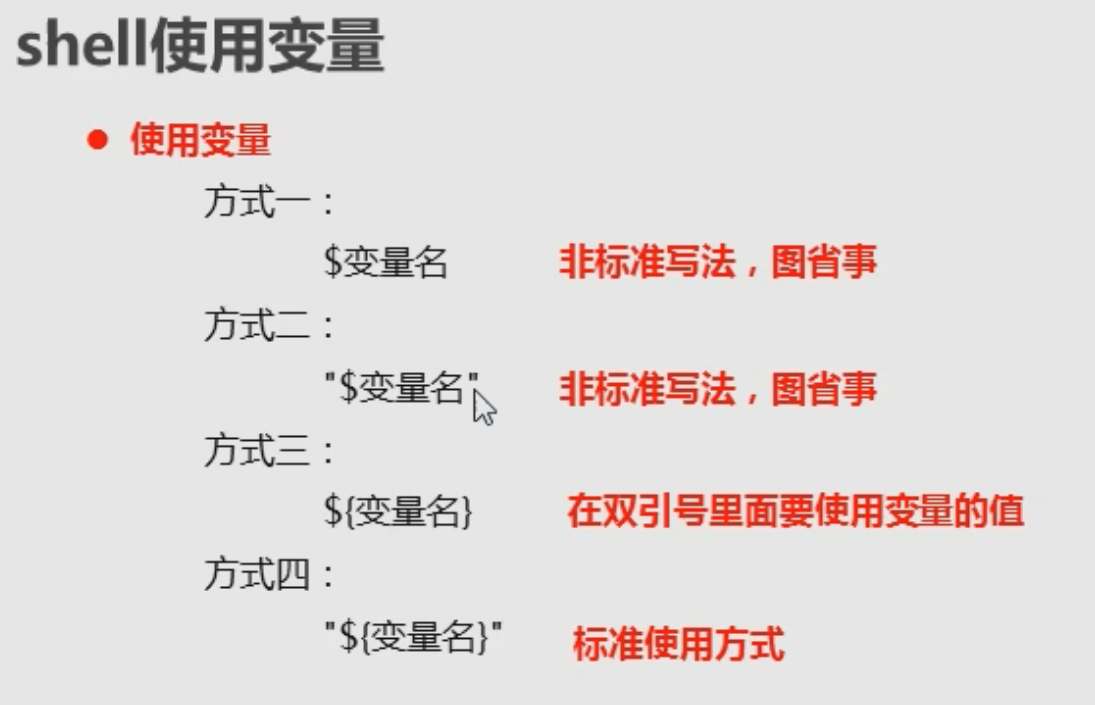 shell使用变量
● 使用变量
方式一：
$变量名 非标准写法，图省事
方式二：
"$变量名" 非标准写法，图省事
方式三：
${变量名} 在双引号里面要使用变量的值
方式四：
"${变量名}" 标准使用方式